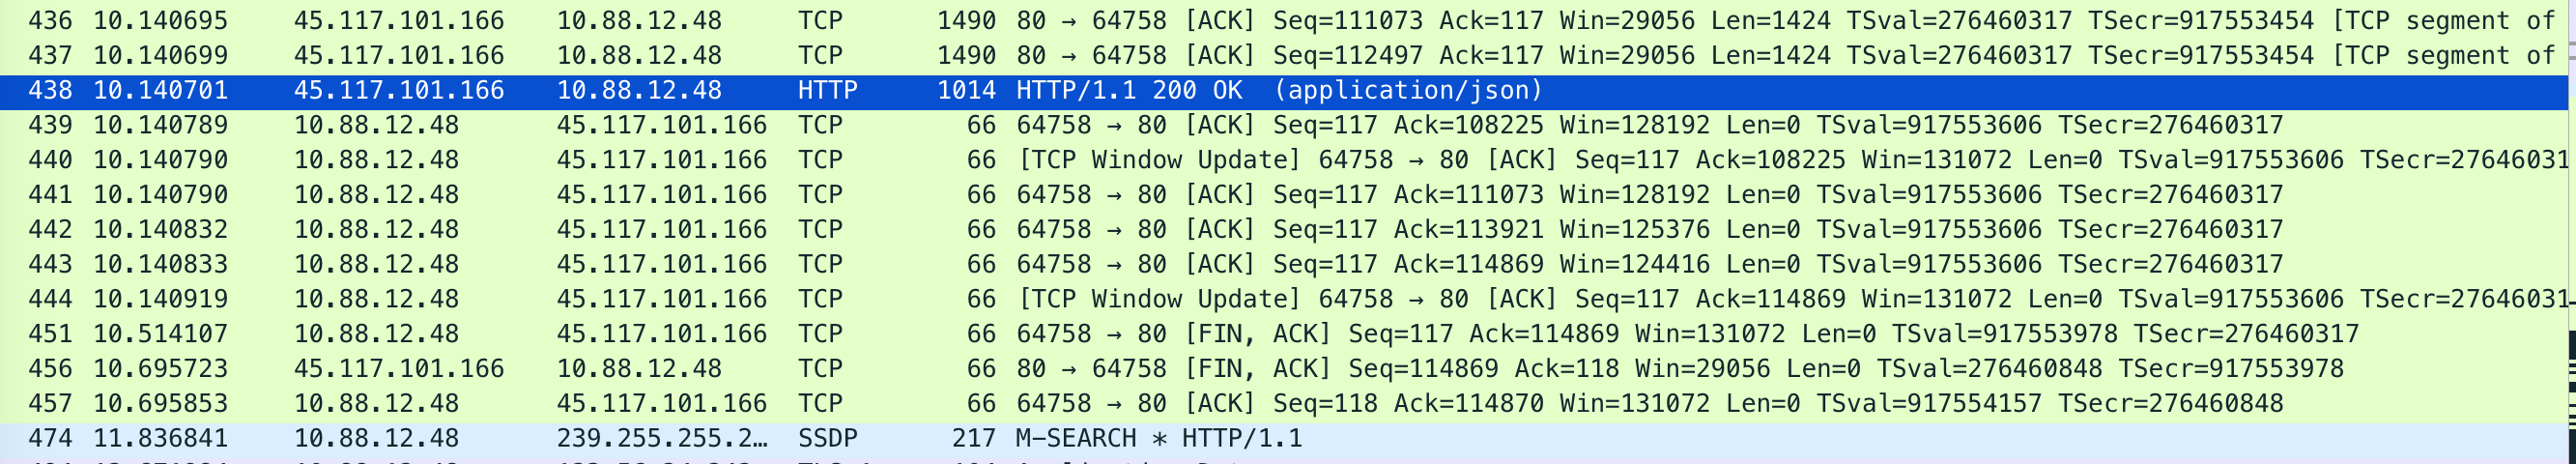 436 10.140695 45.117.101.166 10.88.12.48 TCP 1490 80 → 64758 [ACK] Seq=111073 Ack=117 Win=29056 Len=1424 TSval=276460317 TSecr=917553454 [TCP segment of
437 10.140699 45.117.101.166 10.88.12.48 TCP 1490 80 → 64758 [ACK] Seq=112497 Ack=117 Win=29056 Len=1424 TSval=276460317 TSecr=917553454 [TCP segment of
438 10.140701 45.117.101.166 10.88.12.48 HTTP 1014 HTTP/1.1 200 OK (application/json)
439 10.140789 10.88.12.48 45.117.101.166 TCP 66 64758 → 80 [ACK] Seq=117 Ack=108225 Win=128192 Len=0 TSval=917553606 TSecr=276460317
440 10.140790 10.88.12.48 45.117.101.166 TCP 66 [TCP Window Update] 64758 → 80 [ACK] Seq=117 Ack=108225 Win=131072 Len=0 TSval=917553606 TSecr=27646031
441 10.140790 10.88.12.48 45.117.101.166 TCP 66 64758 → 80 [ACK] Seq=117 Ack=111073 Win=128192 Len=0 TSval=917553606 TSecr=276460317
442 10.140832 10.88.12.48 45.117.101.166 TCP 66 64758 → 80 [ACK] Seq=117 Ack=113921 Win=125376 Len=0 TSval=917553606 TSecr=276460317
443 10.140833 10.88.12.48 45.117.101.166 TCP 66 64758 → 80 [ACK] Seq=117 Ack=114869 Win=124416 Len=0 TSval=917553606 TSecr=276460317
444 10.140919 10.88.12.48 45.117.101.166 TCP 66 [TCP Window Update] 64758 → 80 [ACK] Seq=117 Ack=114869 Win=131072 Len=0 TSval=917553606 TSecr=27646031
451 10.514107 10.88.12.48 45.117.101.166 TCP 66 64758 → 80 [FIN, ACK] Seq=117 Ack=114869 Win=131072 Len=0 TSval=917553978 TSecr=276460317
456 10.695723 45.117.101.166 10.88.12.48 TCP 66 80 → 64758 [FIN, ACK] Seq=114869 Ack=118 Win=29056 Len=0 TSval=276460848 TSecr=917553978
457 10.695853 10.88.12.48 45.117.101.166 TCP 66 64758 → 80 [ACK] Seq=118 Ack=114870 Win=131072 Len=0 TSval=917554157 TSecr=276460848
474 11.836841 10.88.12.48 239.255.255.2… SSDP 217 M-SEARCH * HTTP/1.1